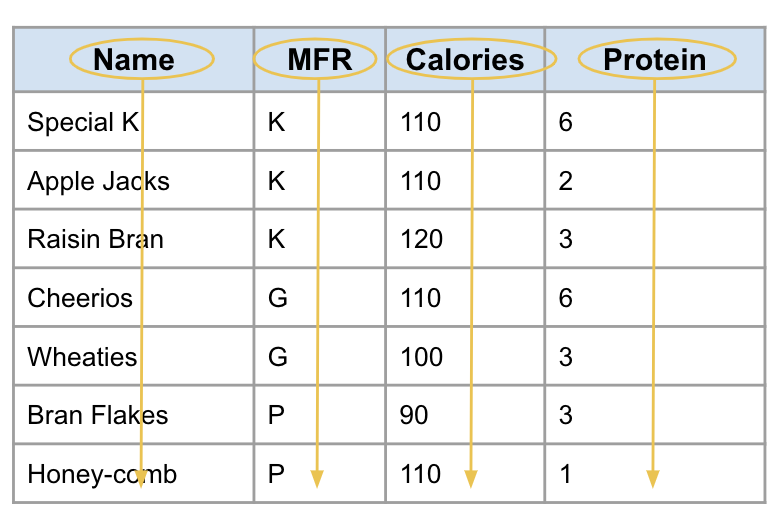 Name MFR Calories Protein
Special K K 110 6
Apple Jacks K 110 2
Raisin Bran K 120 3
Cheerios G 110 6
Wheaties G 100 3
Bran Flakes P 90 3
Honey-comb P 110 1